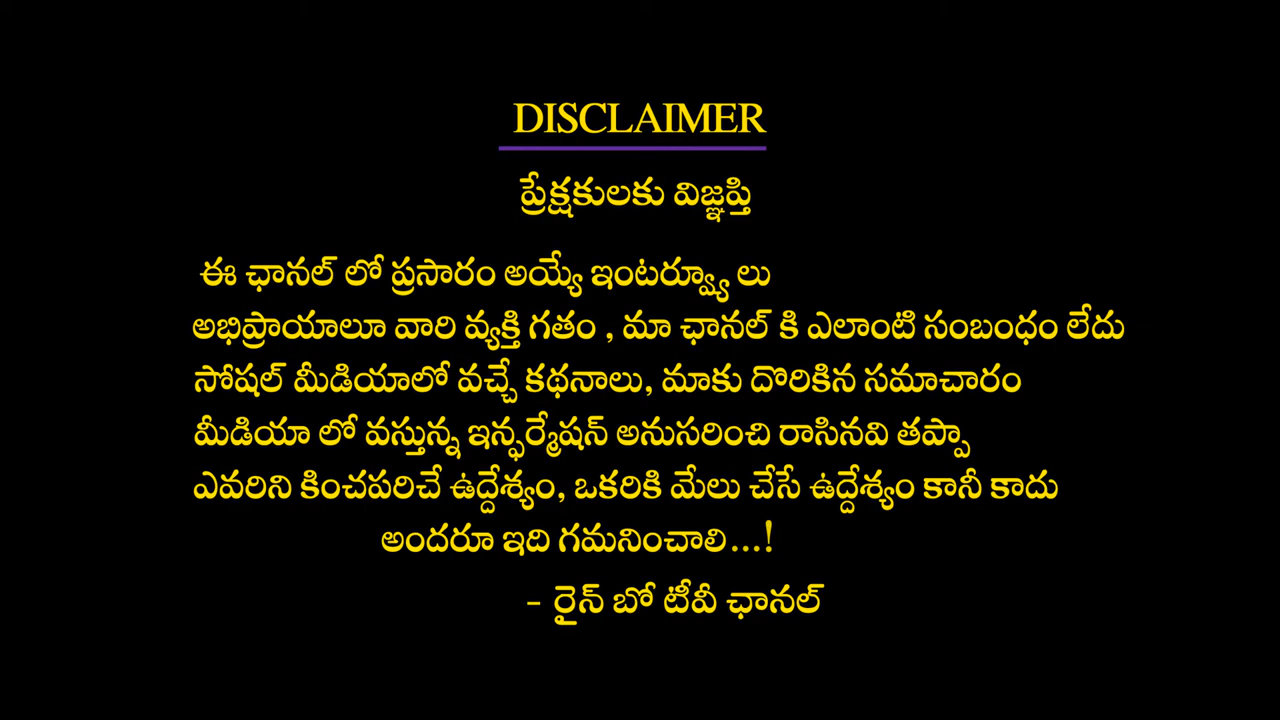 DISCLAIMER
ప్రేక్షకులకు విజ్ఞప్తి
ఈ ఛానల్ లో ప్రసారం అయ్యే ఇంటర్వ్యూ లు
అభిప్రాయాలూ వారి వ్యక్తి గతం , మా ఛానల్ కి ఎలాంటి సంబంధం లేదు
సోషల్ మీడియాలో వచ్చే కథనాలు, మాకు దొరికిన సమాచారం
మీడియా లో వస్తున్న ఇన్ఫర్మేషన్ అనుసరించి రాసినవి తప్పా
ఎవరిని కించపరిచే ఉద్దేశ్యం, ఒకరికి మేలు చేసే ఉద్దేశ్యం కానీ కాదు
అందరూ ఇది గమనించాలి...!
- రైన్ బో టీవీ ఛానల్